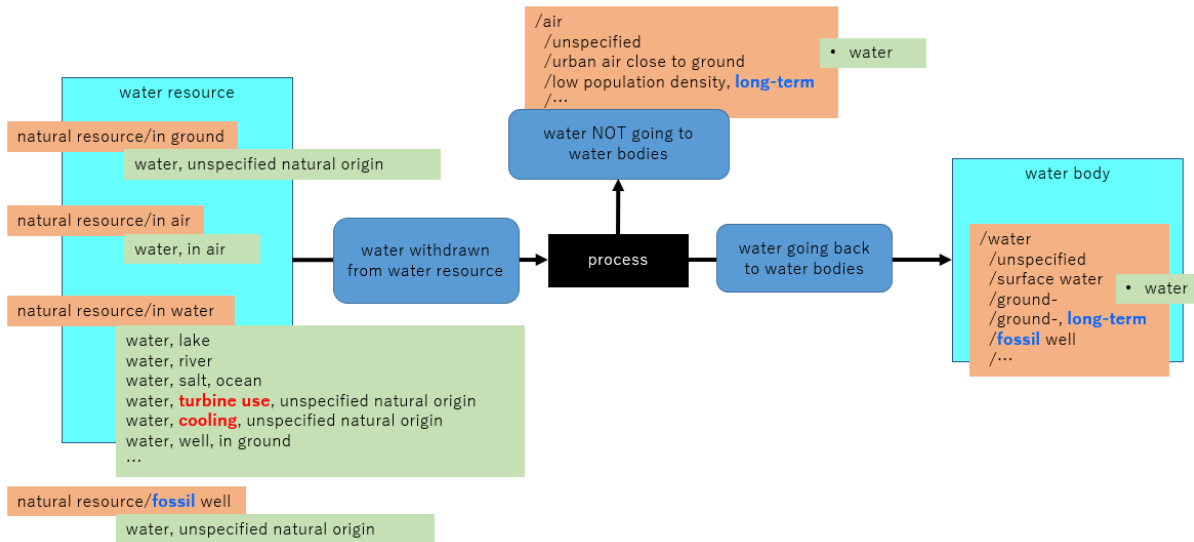 /air
/unspecified
/urban air close to ground
/low population density, long-term
/…
• water
water resource
natural resource/in ground
water, unspecified natural origin
natural resource/in air
water, in air
natural resource/in water
water, lake
water, river
water, salt, ocean
water, turbine use, unspecified natural origin
water, cooling, unspecified natural origin
water, well, in ground
…
natural resource/fossil well
water, unspecified natural origin
water withdrawn
from water resource
process
water NOT going to
water bodies
water going back
to water bodies
water body
/water
/unspecified
/surface water
/ground-
/ground-, long-term
/fossil well
/…
• water